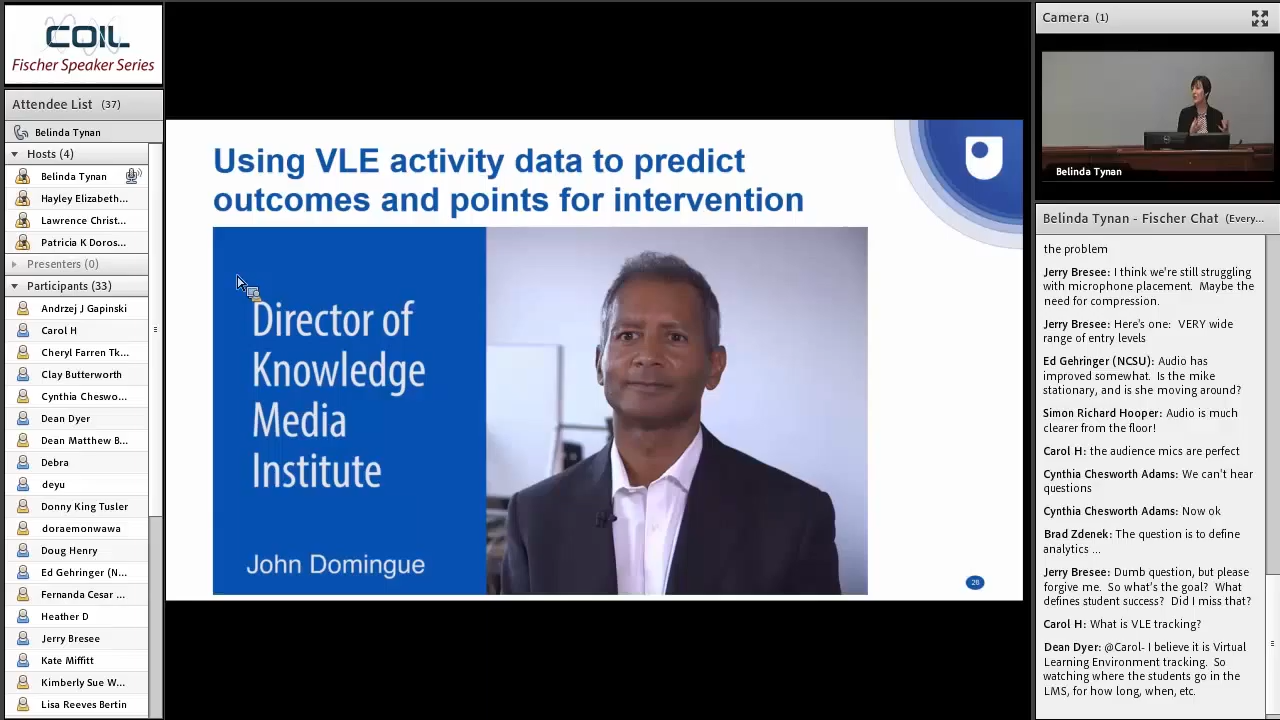 COIL
Fischer Speaker Series
Attendee List (37)
Belinda Tynan
Hosts (4)
Belinda Tynan
Hayley Elizabeth...
Lawrence Christ...
Patricia K Doros...
Presenters (0)
Participants (33)
Andrzej J Gapinski
Carol H
Cheryl Farren Tk...
Clay Butterworth
Cynthia Cheswo...
Dean Dyer
Dean Matthew B...
Debra
deyu
Donny King Tusler
doraemonwawa
Doug Henry
Ed Gehringer (N...
Fernanda Cesar ...
Heather D
Jerry Bresee
Kate Miffitt
Kimberly Sue W...
Lisa Reeves Bertin
Using VLE activity data to predict
outcomes and points for intervention
Director of
Knowledge
Media
Institute
John Domingue
26
Camera (1)
Belinda Tynan
Belinda Tynan - Fischer Chat (Every...
the problem
Jerry Bresee: I think we're still struggling
with microphone placement. Maybe the
need for compression.
Jerry Bresee: Here's one: VERY wide
range of entry levels
Ed Gehringer (NCSU): Audio has
improved somewhat. Is the mike
stationary, and is she moving around?
Simon Richard Hooper: Audio is much
clearer from the floor!
Carol H: the audience mics are perfect
Cynthia Chesworth Adams: We can't hear
questions
Cynthia Chesworth Adams: Now ok
Brad Zdenek: The question is to define
analytics ...
Jerry Bresee: Dumb question, but please
forgive me. So what's the goal? What
defines student success? Did I miss that?
Carol H: What is VLE tracking?
Dean Dyer: @Carol- I believe it is Virtual
Learning Environment tracking. So
watching where the students go in the
LMS, for how long, when, etc.